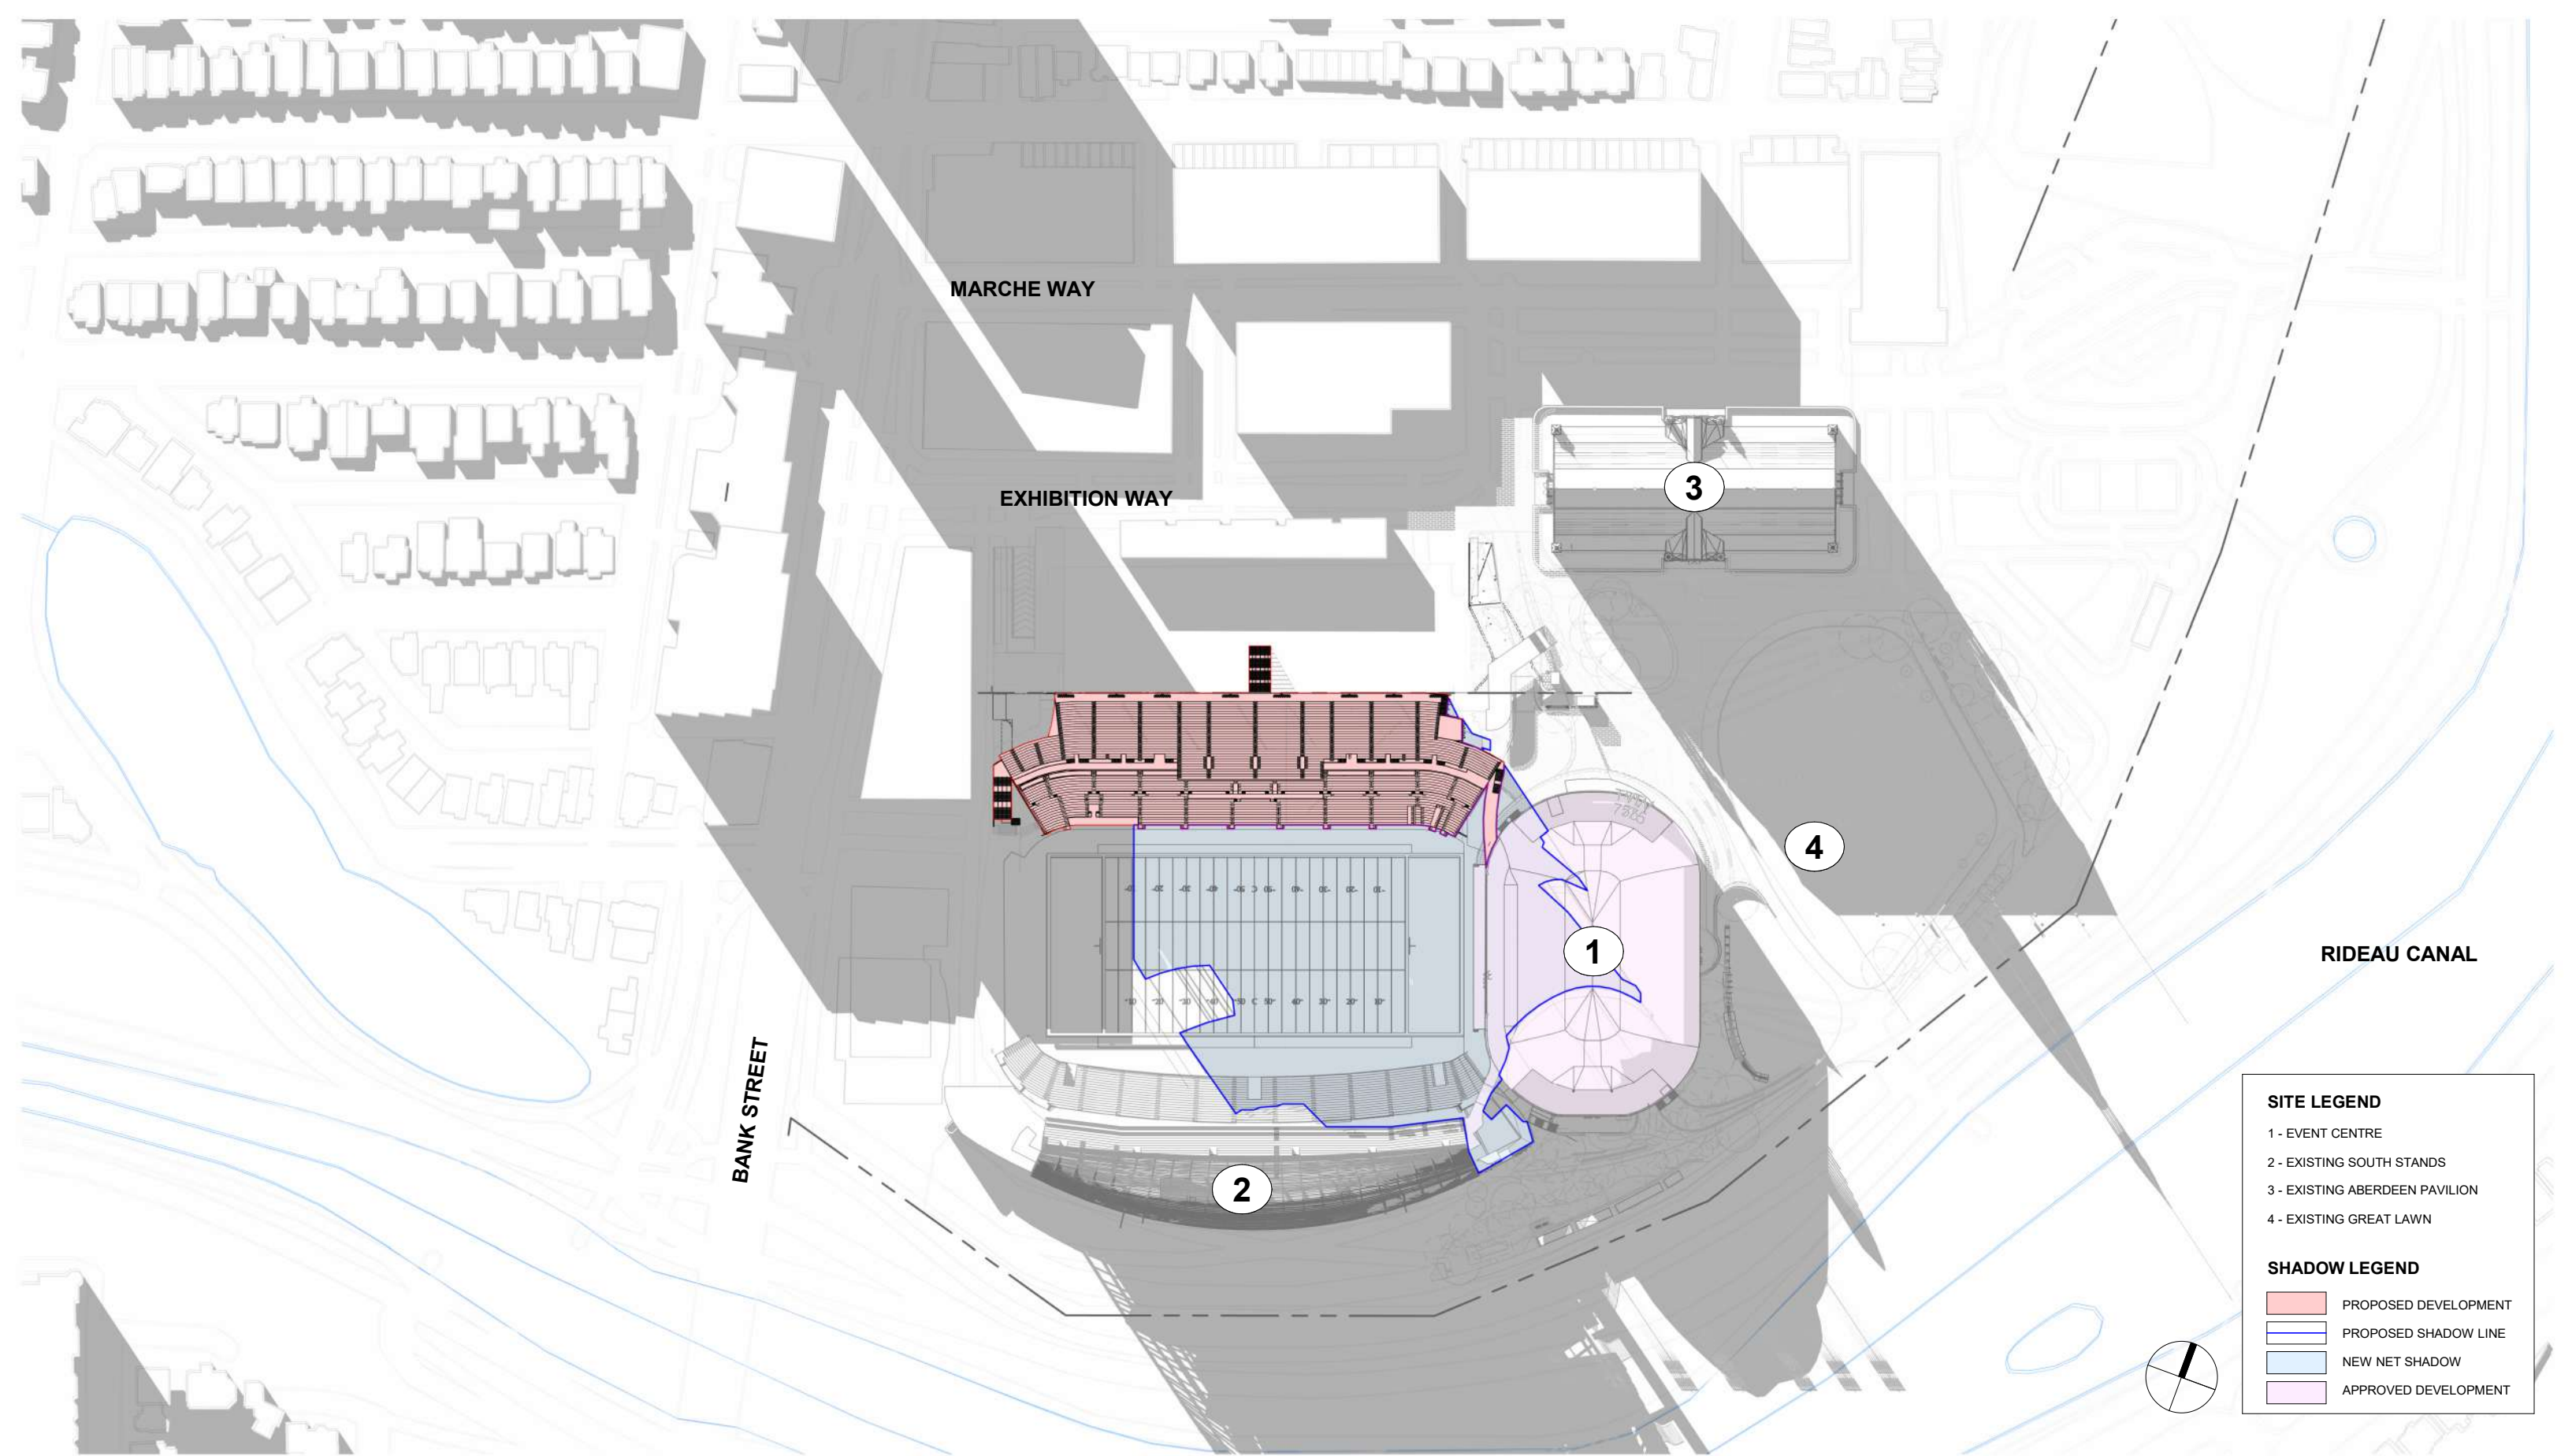 MARCHE WAY
EXHIBITION WAY
3
4
1
RIDEAU CANAL
BANK STREET
2
SITE LEGEND
1 - EVENT CENTRE
2 - EXISTING SOUTH STANDS
3 - EXISTING ABERDEEN PAVILION
4 - EXISTING GREAT LAWN
SHADOW LEGEND
PROPOSED DEVELOPMENT
PROPOSED SHADOW LINE
NEW NET SHADOW
APPROVED DEVELOPMENT